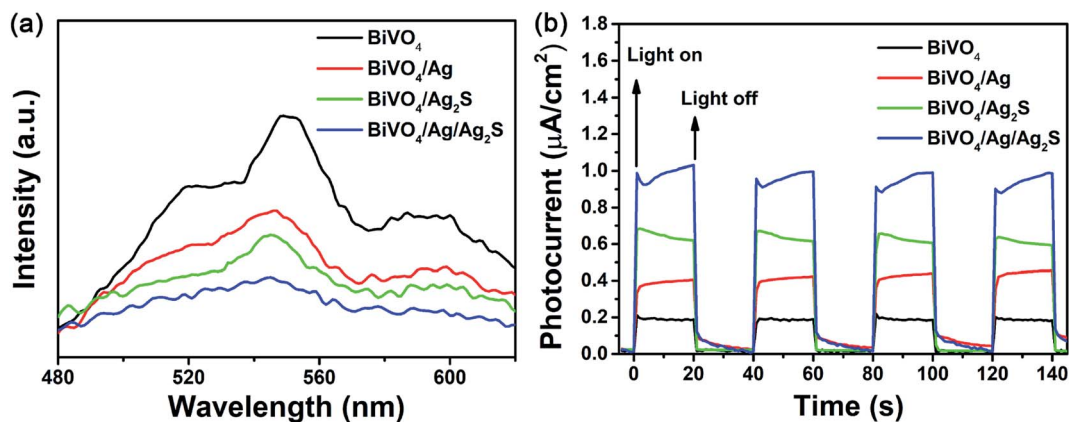 (a)
BiVO₄
BiVO₄/Ag
BiVO₄/Ag₂S
BiVO₄/Ag/Ag₂S
Intensity (a.u.)
480 520 560 600
Wavelength (nm)
(b)
1.8
1.6
1.4
1.2
1.0
0.8
0.6
0.4
0.2
0.0
Light on
Light off
BiVO₄
BiVO₄/Ag
BiVO₄/Ag₂S
BiVO₄/Ag/Ag₂S
Photocurrent (μA/cm²)
0 20 40 60 80 100 120 140
Time (s)